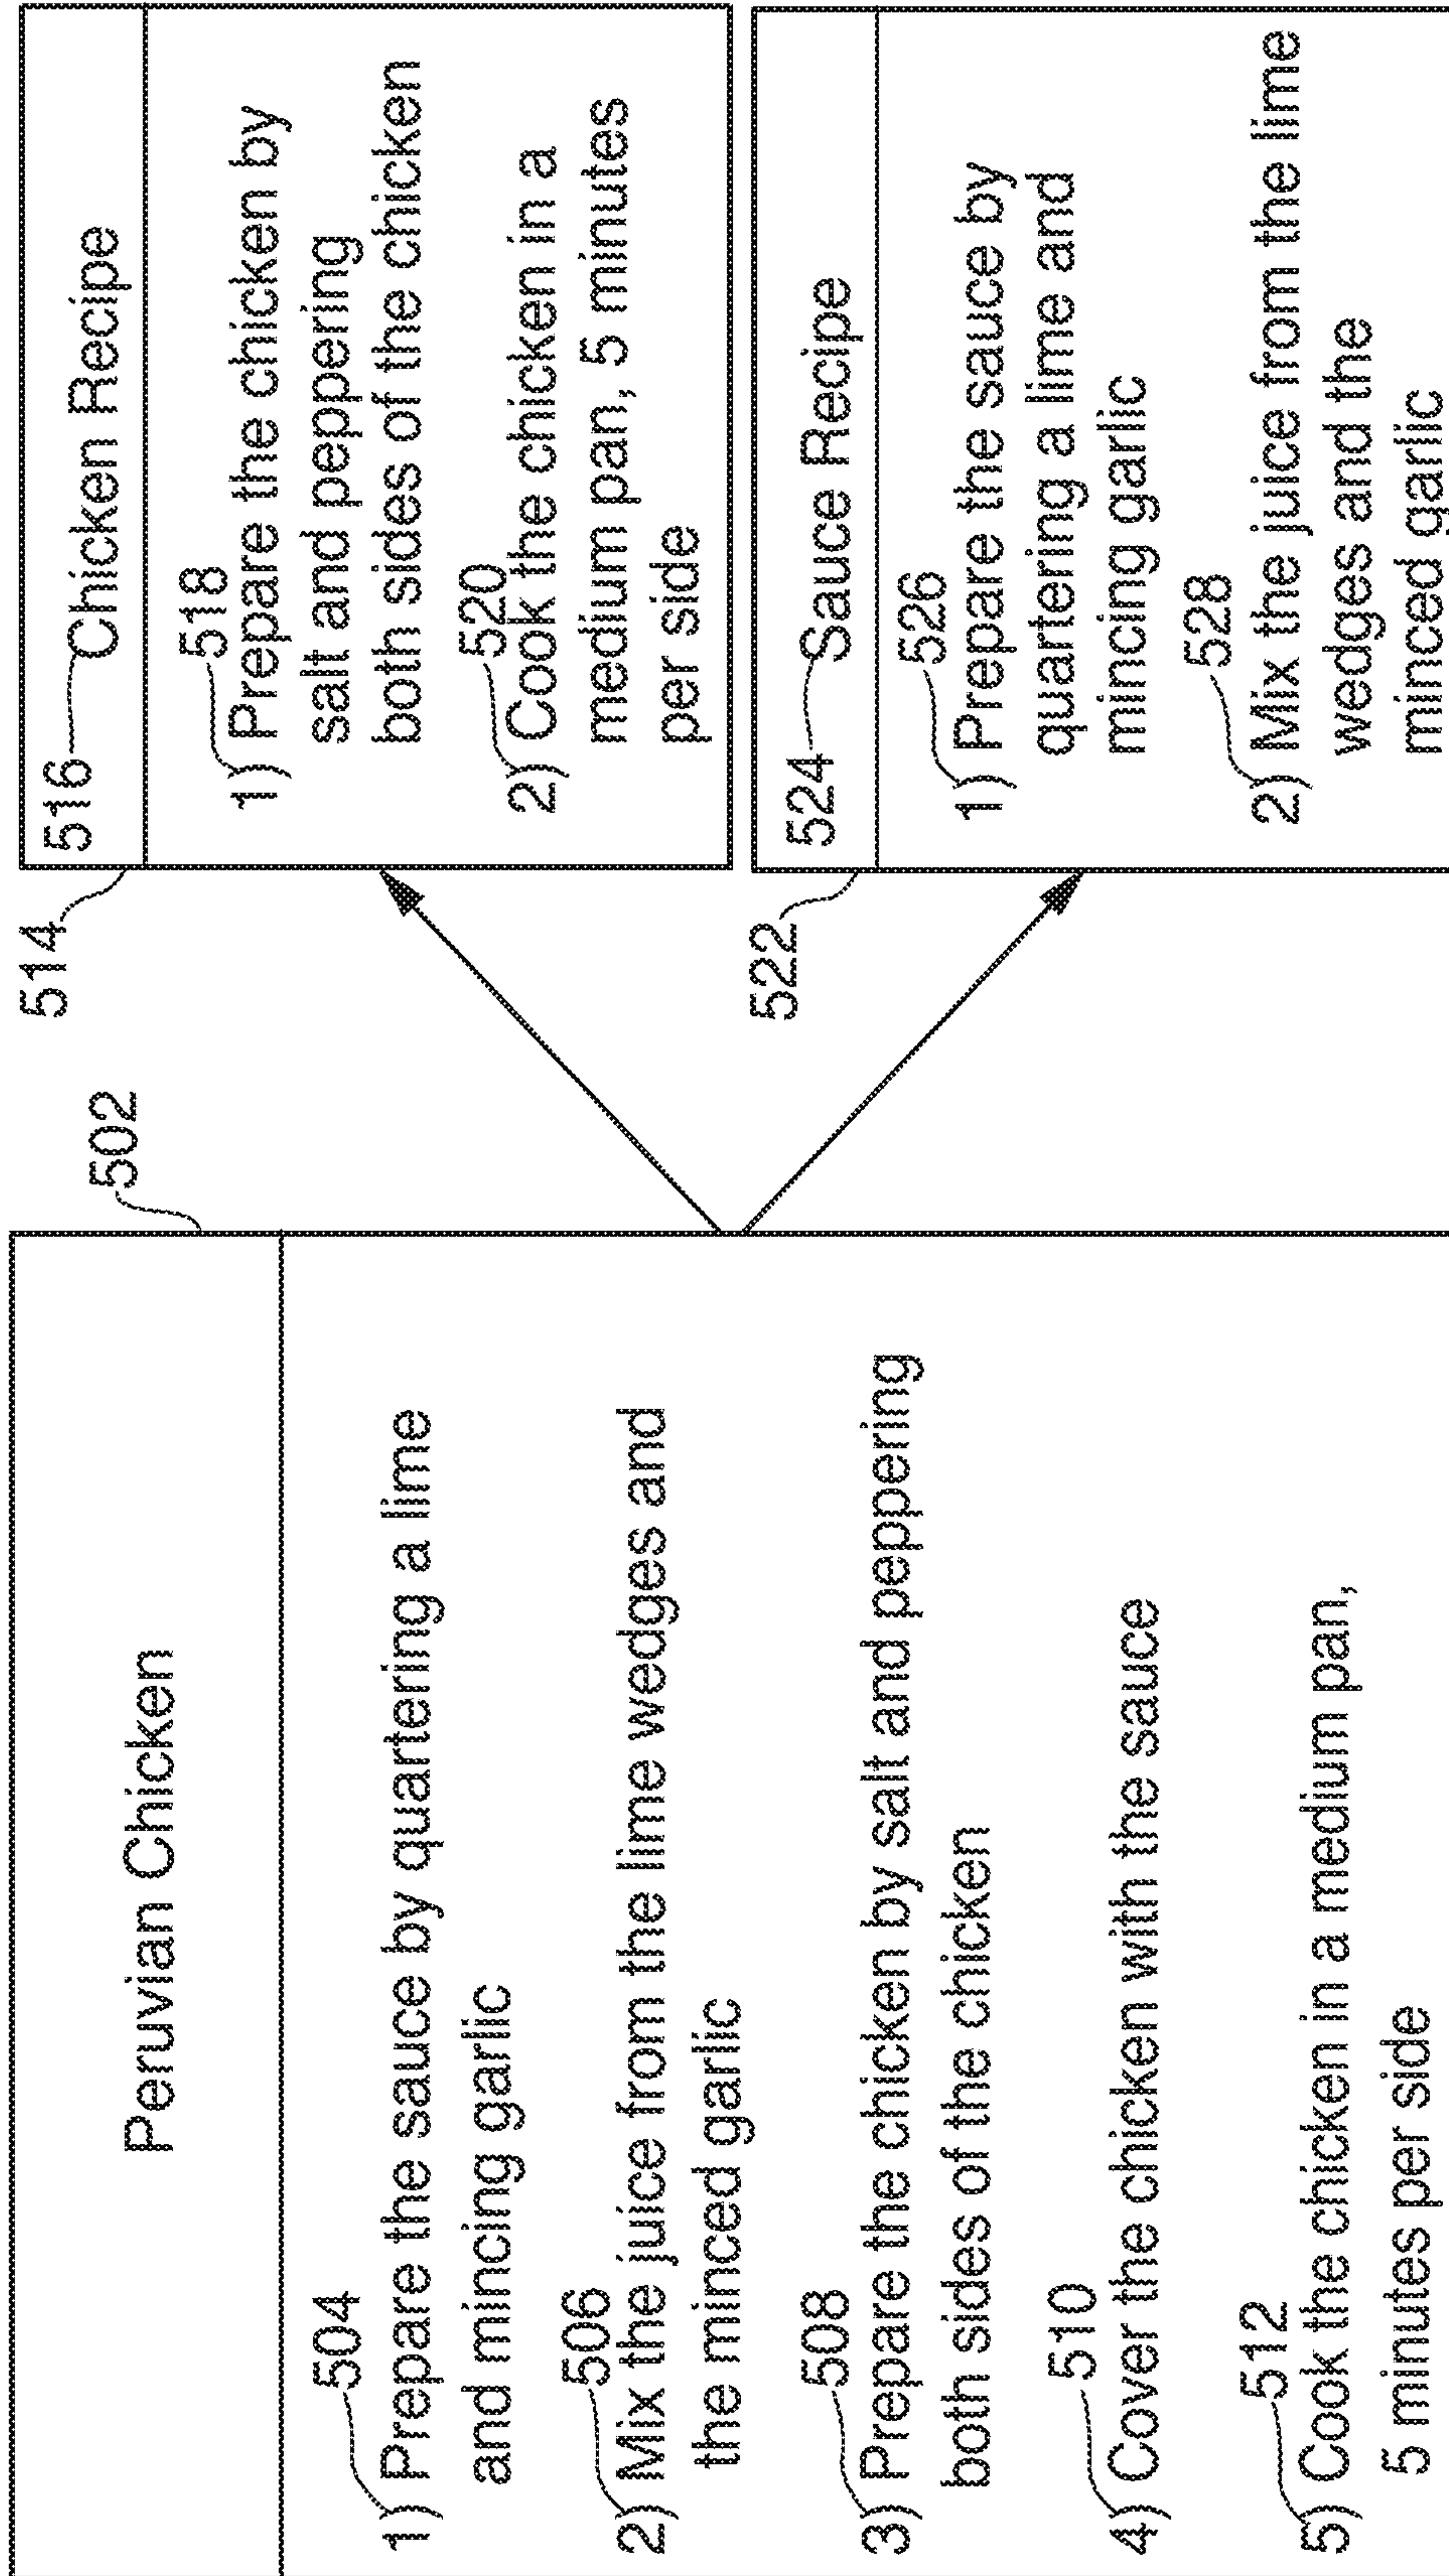 502
Peruvian Chicken
504
1) Prepare the sauce by quartering a lime
and mincing garlic
506
2) Mix the juice from the lime wedges and
the minced garlic
508
3) Prepare the chicken by salt and peppering
both sides of the chicken
510
4) Cover the chicken with the sauce
512
5) Cook the chicken in a medium pan,
5 minutes per side
514
516 Chicken Recipe
518
1) Prepare the chicken by
salt and peppering
both sides of the chicken
520
2) Cook the chicken in a
medium pan, 5 minutes
per side
522
524 Sauce Recipe
526
1) Prepare the sauce by
quartering a lime and
mincing garlic
528
2) Mix the juice from the lime
wedges and the
minced garlic